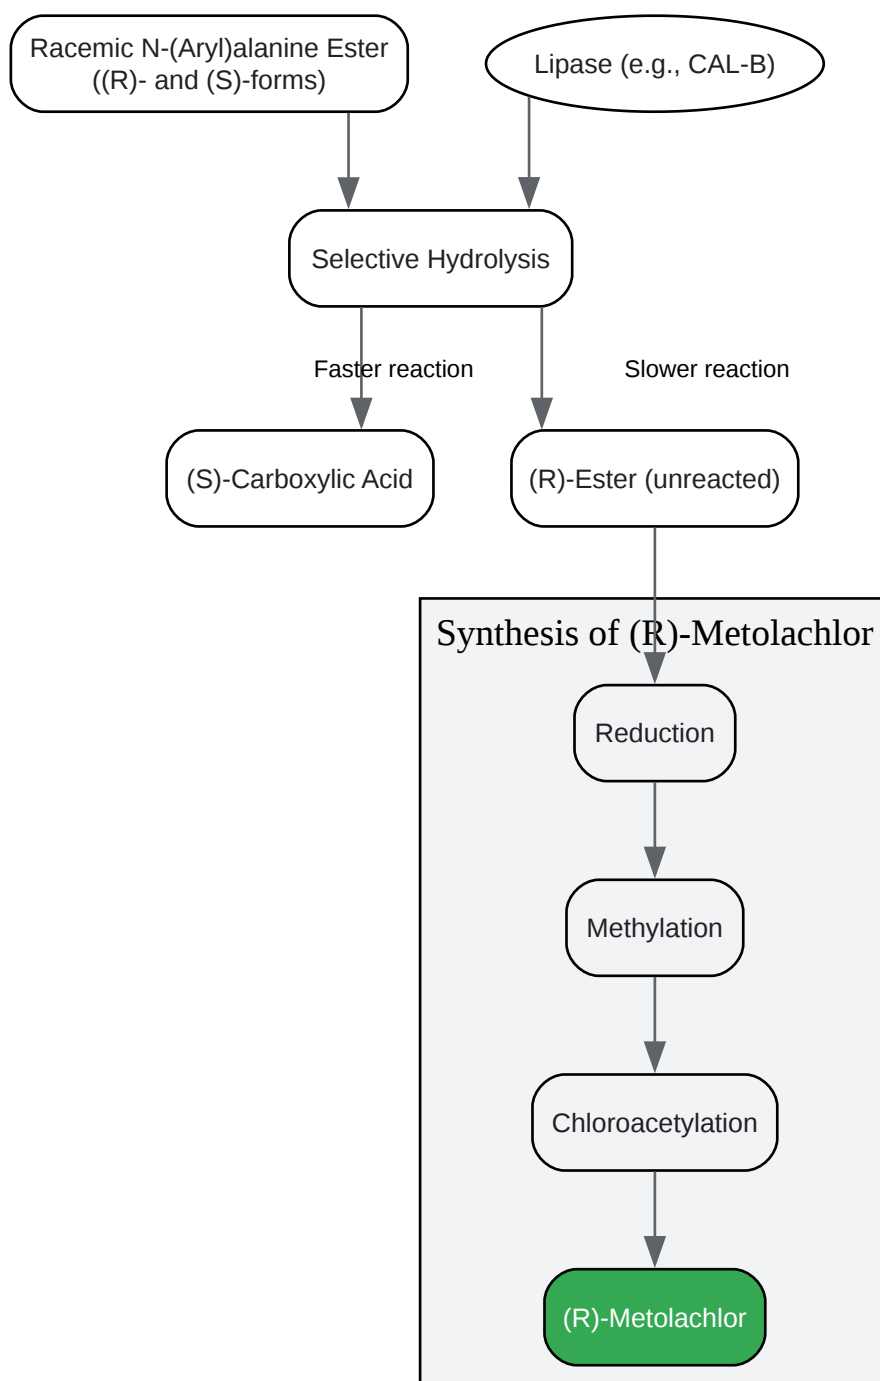 Racemic N-(Aryl)alanine Ester
((R)- and (S)-forms)
Lipase (e.g., CAL-B)
Selective Hydrolysis
Faster reaction
Slower reaction
(S)-Carboxylic Acid
(R)-Ester (unreacted)
Synthesis of (R)-Metolachlor
Reduction
Methylation
Chloroacetylation
(R)-Metolachlor